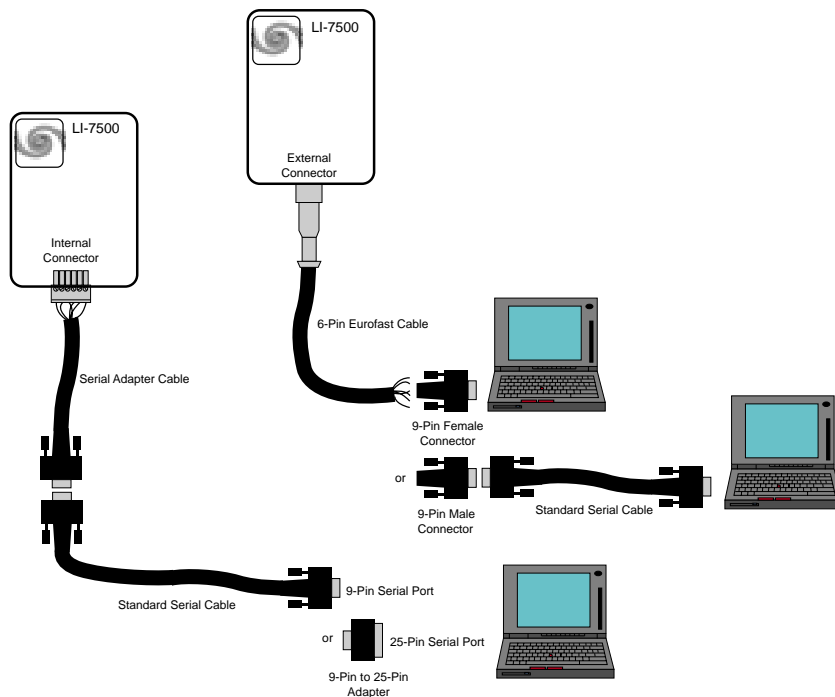 LI-7500
External
Connector
LI-7500
Internal
Connector
6-Pin Eurofast Cable
Serial Adapter Cable
9-Pin Female
Connector
or
9-Pin Male
Connector
Standard Serial Cable
Standard Serial Cable
9-Pin Serial Port
or
25-Pin Serial Port
9-Pin to 25-Pin
Adapter